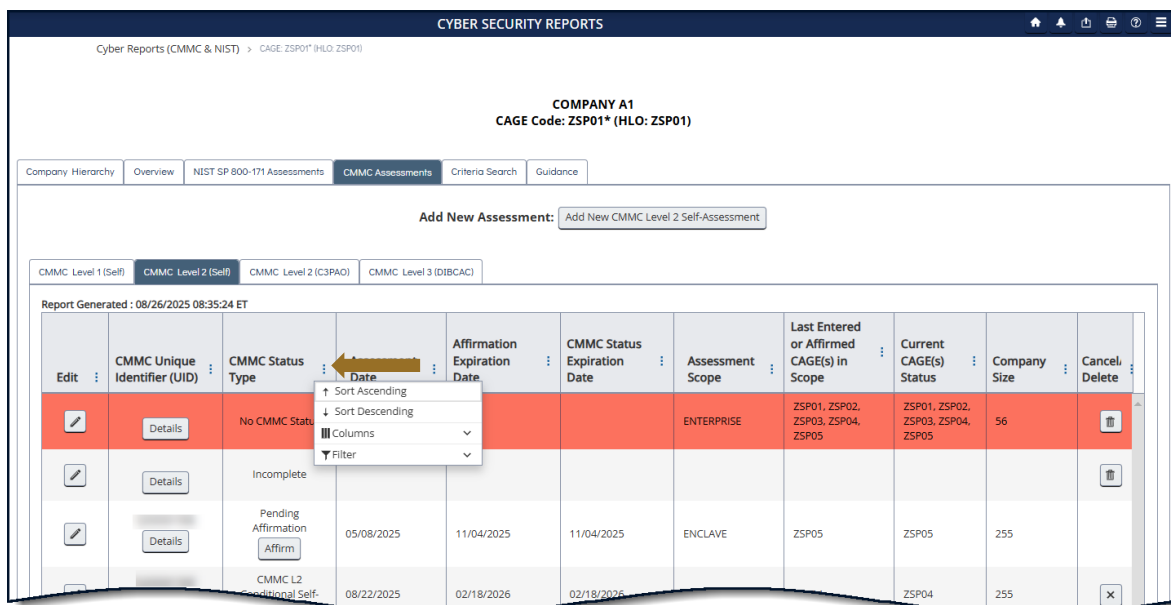 CYBER SECURITY REPORTS
Cyber Reports (CMMC & NIST) > CAGE: ZSP01* (HLO: ZSP01)
COMPANY A1
CAGE Code: ZSP01* (HLO: ZSP01)
Company Hierarchy Overview NIST SP 800-171 Assessments CMMC Assessments Criteria Search Guidance
Add New Assessment: Add New CMMC Level 2 Self-Assessment
CMMC Level 1 (Self) CMMC Level 2 (Self) CMMC Level 2 (C3PAO) CMMC Level 3 (DIBCAC)
Report Generated : 08/26/2025 08:35:24 ET
Edit
CMMC Unique
Identifier (UID)
CMMC Status
Type
Assessment
Date
Affirmation
Expiration
Date
CMMC Status
Expiration
Date
Assessment
Scope
Last Entered
or Affirmed
CAGE(s) in
Scope
Current
CAGE(s)
Status
Company
Size
Cancel/
Delete
Sort Ascending
Sort Descending
Columns
Filter
Details
No CMMC Status
ENTERPRISE
ZSP01, ZSP02,
ZSP03, ZSP04,
ZSP05
ZSP01, ZSP02,
ZSP03, ZSP04,
ZSP05
56
Details
Incomplete
Details
Pending
Affirmation
Affirm
05/08/2025
11/04/2025
11/04/2025
ENCLAVE
ZSP05
ZSP05
255
CMMC L2
Conditional Self-
08/22/2025
02/18/2026
02/18/2026
ZSP04
255